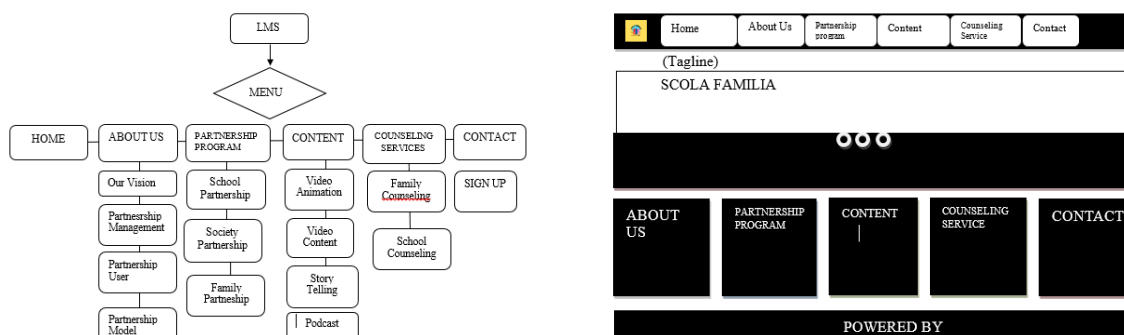 LMS
MENU
HOME
ABOUT US
PARTNERSHIP
PROGRAM
CONTENT
COUNSELING
SERVICES
CONTACT
Our Vision
Partnesrship
Management
Partnership
User
Partnership
Model
School
Partnership
Society
Partnership
Family
Partneship
Video
Animation
Video
Content
Story
Telling
Podcast
Family
Counseling
School
Counseling
SIGN UP
Home
About Us
Partnership
program
Content
Counseling
Service
Contact
(Tagline)
SCOLA FAMILIA
ABOUT
US
PARTNERSHIP
PROGRAM
CONTENT
COUNSELING
SERVICE
CONTACT
POWERED BY